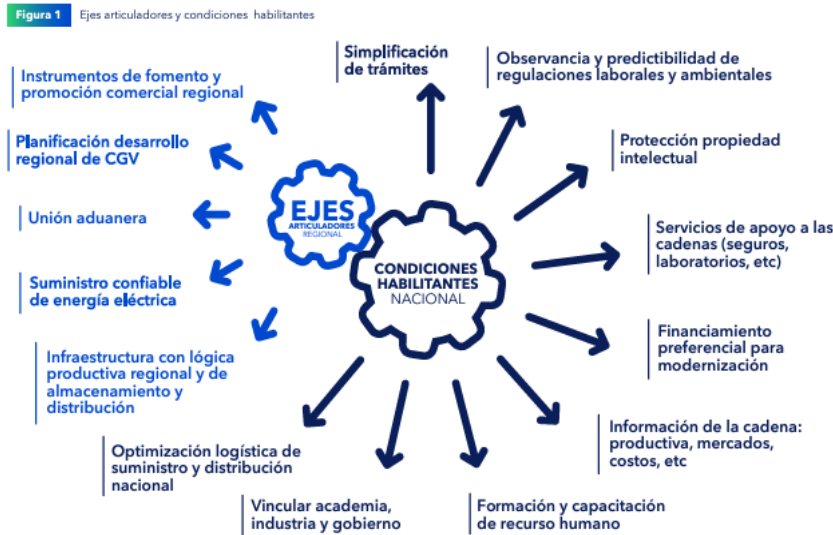 Figura 1
Ejes articuladores y condiciones habilitantes
Instrumentos de fomento y
promoción comercial regional
Planificación desarrollo
regional de CGV
Unión aduanera
Suministro confiable
de energía eléctrica
Infraestructura con lógica
productiva regional y de
almacenamiento y
distribución
EJES
ARTICULADORES
REGIONAL
CONDICIONES
HABILITANTES
NACIONAL
Simplificación
de trámites
Observancia y predictibilidad de
regulaciones laborales y ambientales
Protección propiedad
intelectual
Servicios de apoyo a las
cadenas (seguros,
laboratorios, etc)
Financiamiento
preferencial para
modernización
Información de la cadena:
productiva, mercados,
costos, etc
Formación y capacitación
de recurso humano
Vincular academia,
industria y gobierno
Optimización logística de
suministro y distribución
nacional